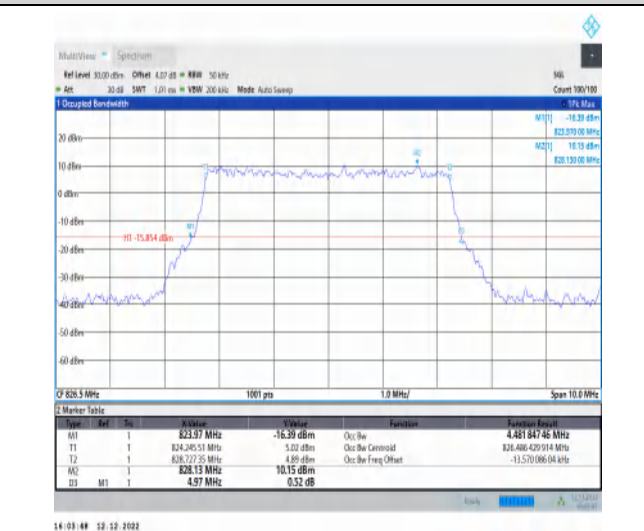 MultiView Spectrum
Ref Level 30.00 dBm Offset 4.07 dB RBW 50 kHz SGL
Att 30 dB SWT 1.01 ms VBW 200 kHz Mode Auto Sweep Count 100/100
1 Occupied Bandwidth 1Pk Max
M1[1] -16.39 dBm
823.970 00 MHz
M2[1] 10.15 dBm
828.130 00 MHz
20 dBm
10 dBm
M2
0 dBm
-10 dBm
M1
H1 -15.854 dBm
-20 dBm
-30 dBm
-40 dBm
-50 dBm
-60 dBm
CF 826.5 MHz 1001 pts 1.0 MHz/ Span 10.0 MHz
2 Marker Table
Type Ref Trc X-Value Y-Value Function Function Result
M1 1 823.97 MHz -16.39 dBm Occ Bw 4.481 847 46 MHz
T1 1 824.245 51 MHz 5.02 dBm Occ Bw Centroid 826.486 429 914 MHz
T2 1 828.727 35 MHz 4.89 dBm Occ Bw Freq Offset -13.570 086 04 kHz
M2 1 828.13 MHz 10.15 dBm
D3 M1 1 4.97 MHz 0.52 dB
Ready
16:03:48 12.12.2022